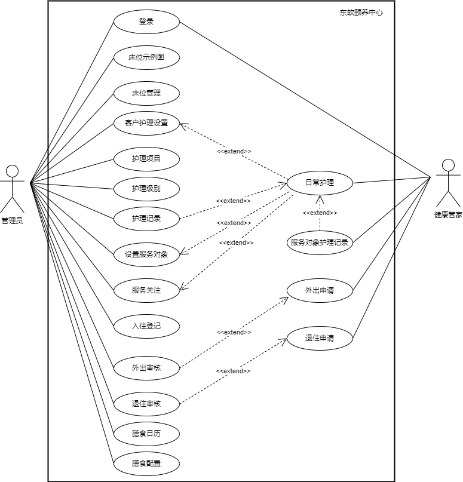 东软颐养中心
登录
床位示例图
床位管理
客户护理设置
<<extend>>
护理项目
日常护理
护理级别
管理员
健康管家
护理记录
<<extend>>
<<extend>>
<<extend>>
设置服务对象
<<extend>>
服务对象护理记录
服务关注
外出申请
入住登记
<<extend>>
退住申请
外出审核
<<extend>>
退住审核
膳食日历
膳食配置